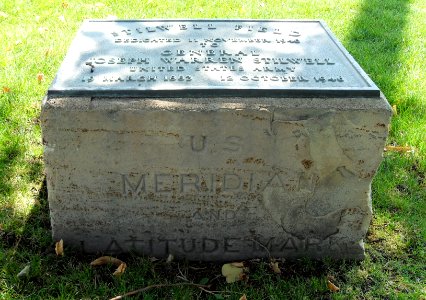 STILWELL FIELD
DEDICATED 11 NOVEMBER 1946
TO
GENERAL
JOSEPH WARREN STILWELL
UNITED STATES ARMY
MARCH 1883 12 OCTOBER 1946
U S
MERIDIAN
AND
LATITUDE MARK